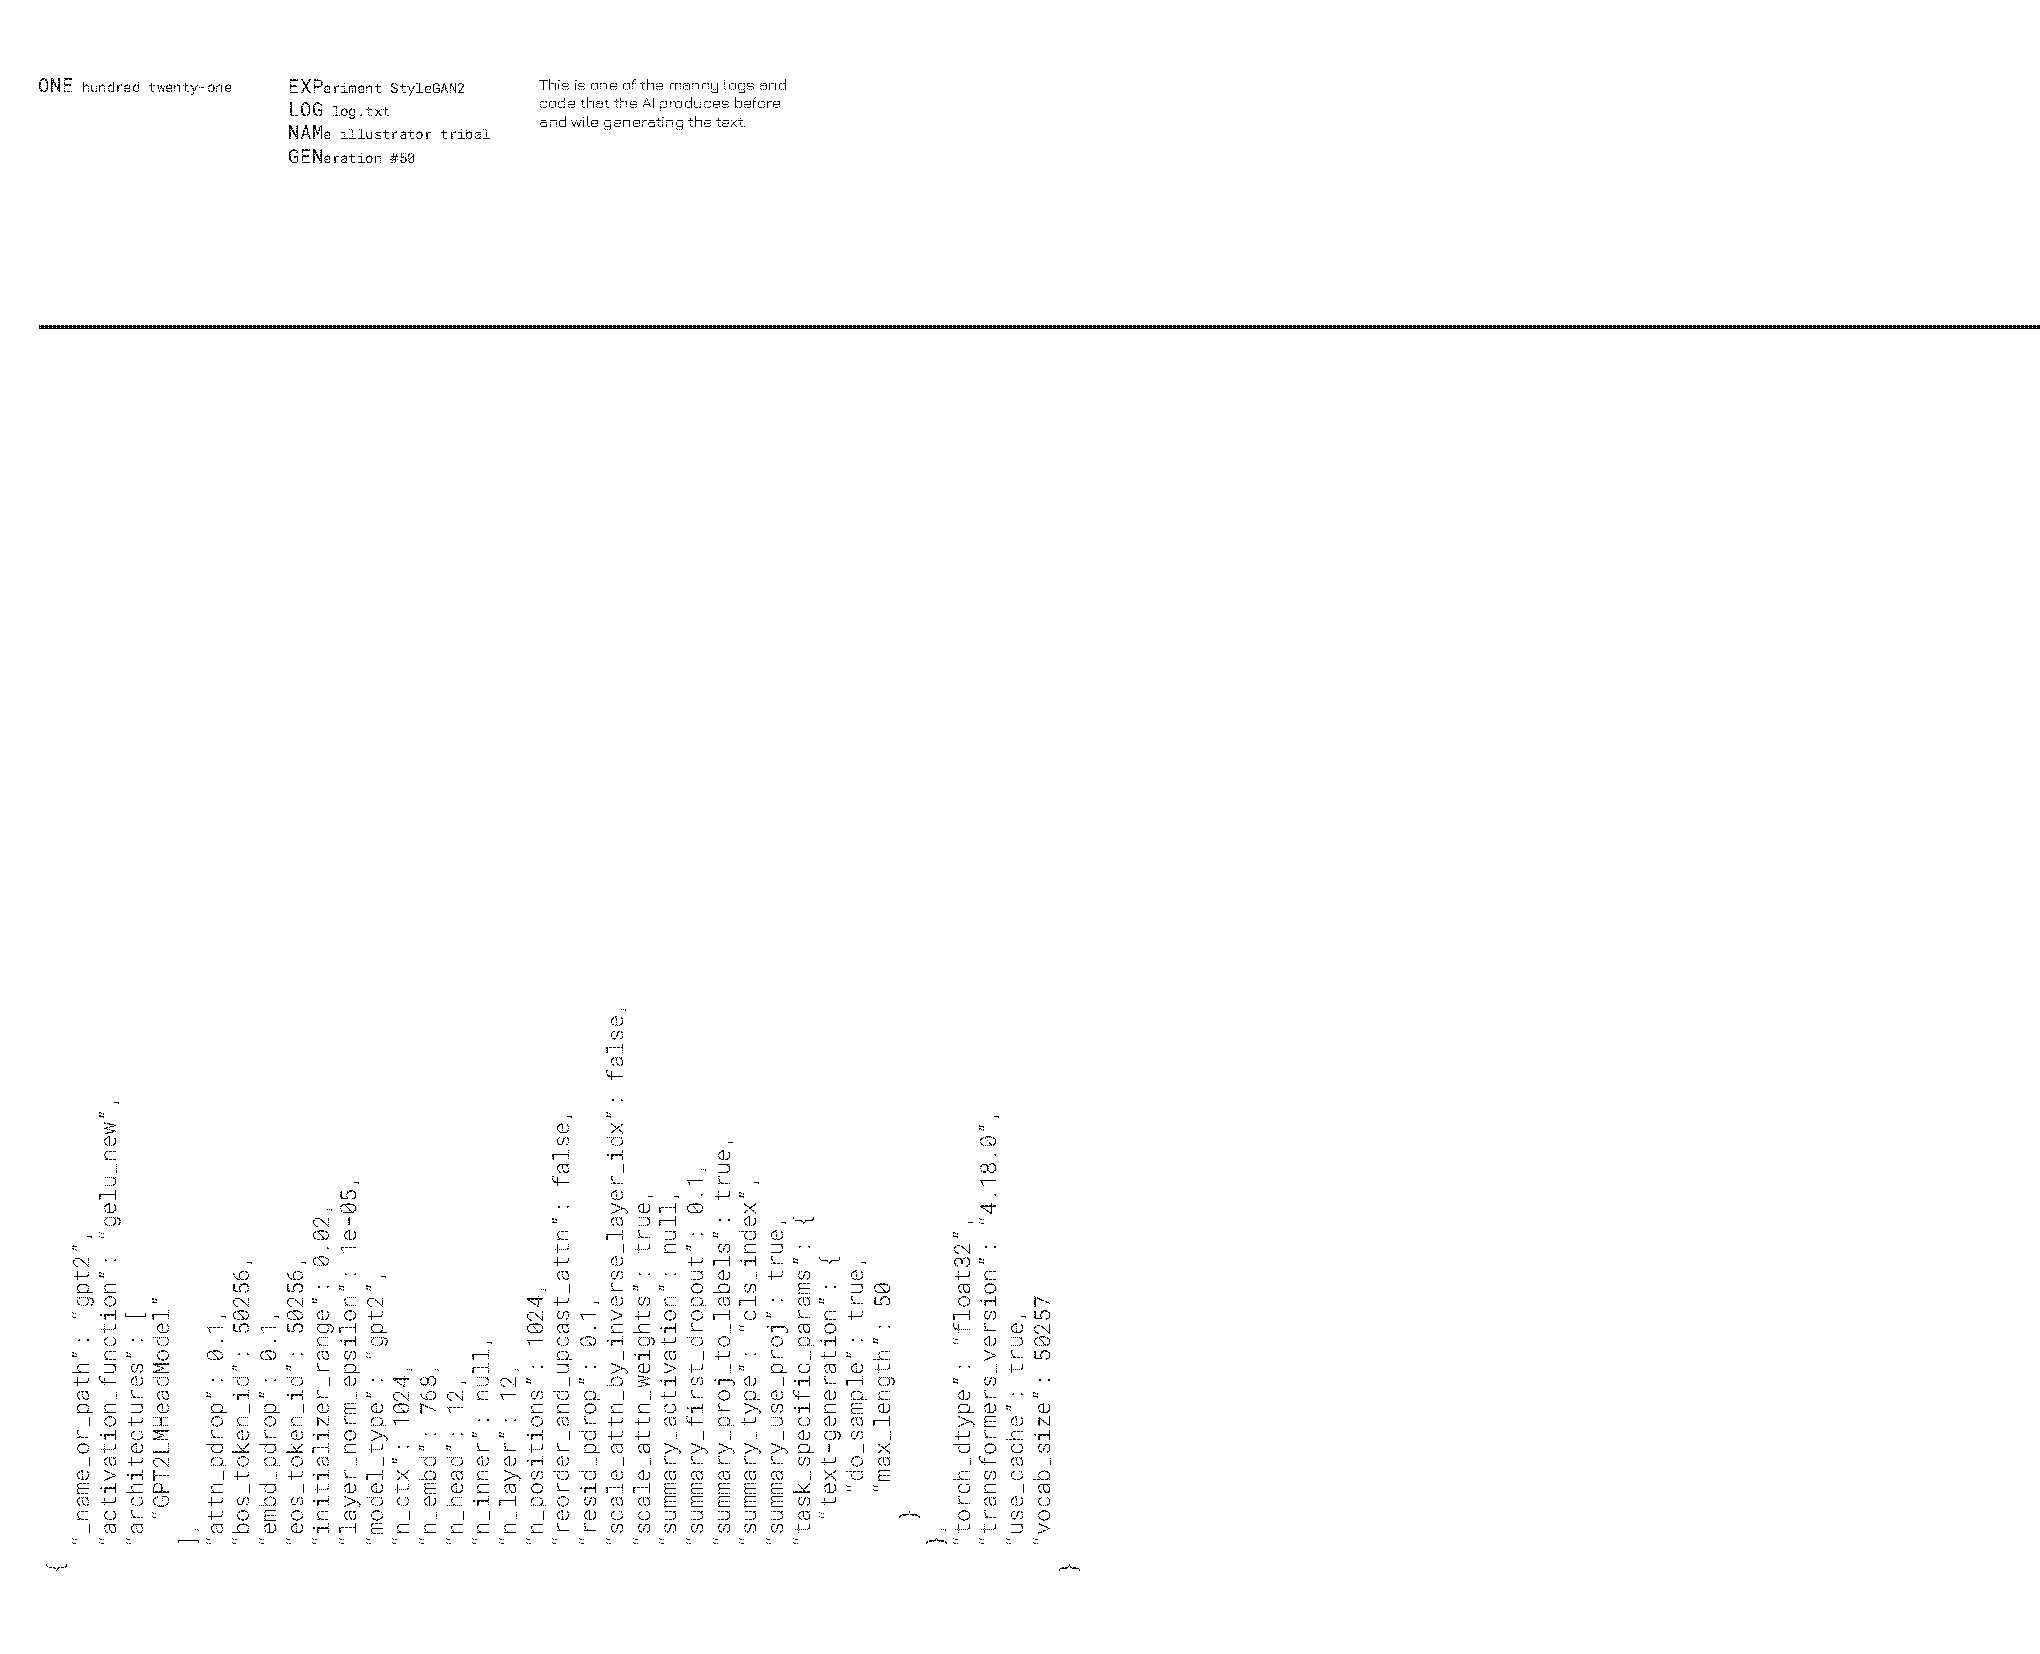 ONE hundred twenty-one
EXPeriment StyleGAN2
LOG log.txt
NAMe illustrator tribal
GENeration #50
This is one of the manny logs and
code that the AI produces before
and wile generating the text.
{
“_name_or_path”: “gpt2”,
“activation_function”: “gelu_new”,
“architectures”: [
“GPT2LMHeadModel”
],
“attn_pdrop”: 0.1,
“bos_token_id”: 50256,
“embd_pdrop”: 0.1,
“eos_token_id”: 50256,
“initializer_range”: 0.02,
“layer_norm_epsilon”: 1e-05,
“model_type”: “gpt2”,
“n_ctx”: 1024,
“n_embd”: 768,
“n_head”: 12,
“n_inner”: null,
“n_layer”: 12,
“n_positions”: 1024,
“reorder_and_upcast_attn”: false,
“resid_pdrop”: 0.1,
“scale_attn_by_inverse_layer_idx”: false,
“scale_attn_weights”: true,
“summary_activation”: null,
“summary_first_dropout”: 0.1,
“summary_proj_to_labels”: true,
“summary_type”: “cls_index”,
“summary_use_proj”: true,
“task_specific_params”: {
“text-generation”: {
“do_sample”: true,
“max_length”: 50
}
},
“torch_dtype”: “float32”,
“transformers_version”: “4.18.0”,
“use_cache”: true,
“vocab_size”: 50257
}